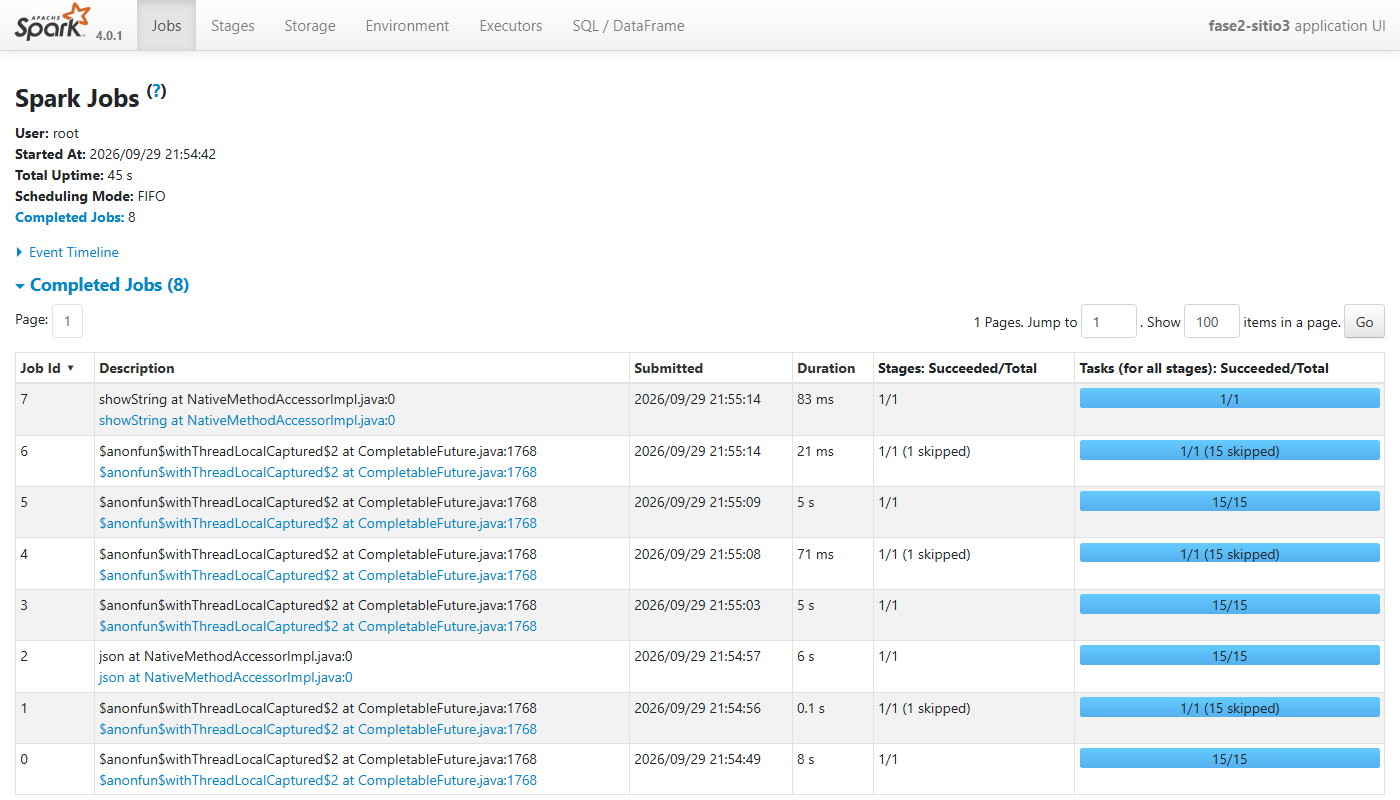 APACHE
Spark 4.0.1 Jobs Stages Storage Environment Executors SQL / DataFrame fase2-sitio3 application UI
Spark Jobs (?)
User: root
Started At: 2026/09/29 21:54:42
Total Uptime: 45 s
Scheduling Mode: FIFO
Completed Jobs: 8
Event Timeline
Completed Jobs (8)
Page: 1 1 Pages. Jump to 1 . Show 100 items in a page. Go
Job Id ▾ Description Submitted Duration Stages: Succeeded/Total Tasks (for all stages): Succeeded/Total
7 showString at NativeMethodAccessorImpl.java:0 2026/09/29 21:55:14 83 ms 1/1 1/1
showString at NativeMethodAccessorImpl.java:0
6 $anonfun$withThreadLocalCaptured$2 at CompletableFuture.java:1768 2026/09/29 21:55:14 21 ms 1/1 (1 skipped) 1/1 (15 skipped)
$anonfun$withThreadLocalCaptured$2 at CompletableFuture.java:1768
5 $anonfun$withThreadLocalCaptured$2 at CompletableFuture.java:1768 2026/09/29 21:55:09 5 s 1/1 15/15
$anonfun$withThreadLocalCaptured$2 at CompletableFuture.java:1768
4 $anonfun$withThreadLocalCaptured$2 at CompletableFuture.java:1768 2026/09/29 21:55:08 71 ms 1/1 (1 skipped) 1/1 (15 skipped)
$anonfun$withThreadLocalCaptured$2 at CompletableFuture.java:1768
3 $anonfun$withThreadLocalCaptured$2 at CompletableFuture.java:1768 2026/09/29 21:55:03 5 s 1/1 15/15
$anonfun$withThreadLocalCaptured$2 at CompletableFuture.java:1768
2 json at NativeMethodAccessorImpl.java:0 2026/09/29 21:54:57 6 s 1/1 15/15
json at NativeMethodAccessorImpl.java:0
1 $anonfun$withThreadLocalCaptured$2 at CompletableFuture.java:1768 2026/09/29 21:54:56 0.1 s 1/1 (1 skipped) 1/1 (15 skipped)
$anonfun$withThreadLocalCaptured$2 at CompletableFuture.java:1768
0 $anonfun$withThreadLocalCaptured$2 at CompletableFuture.java:1768 2026/09/29 21:54:49 8 s 1/1 15/15
$anonfun$withThreadLocalCaptured$2 at CompletableFuture.java:1768